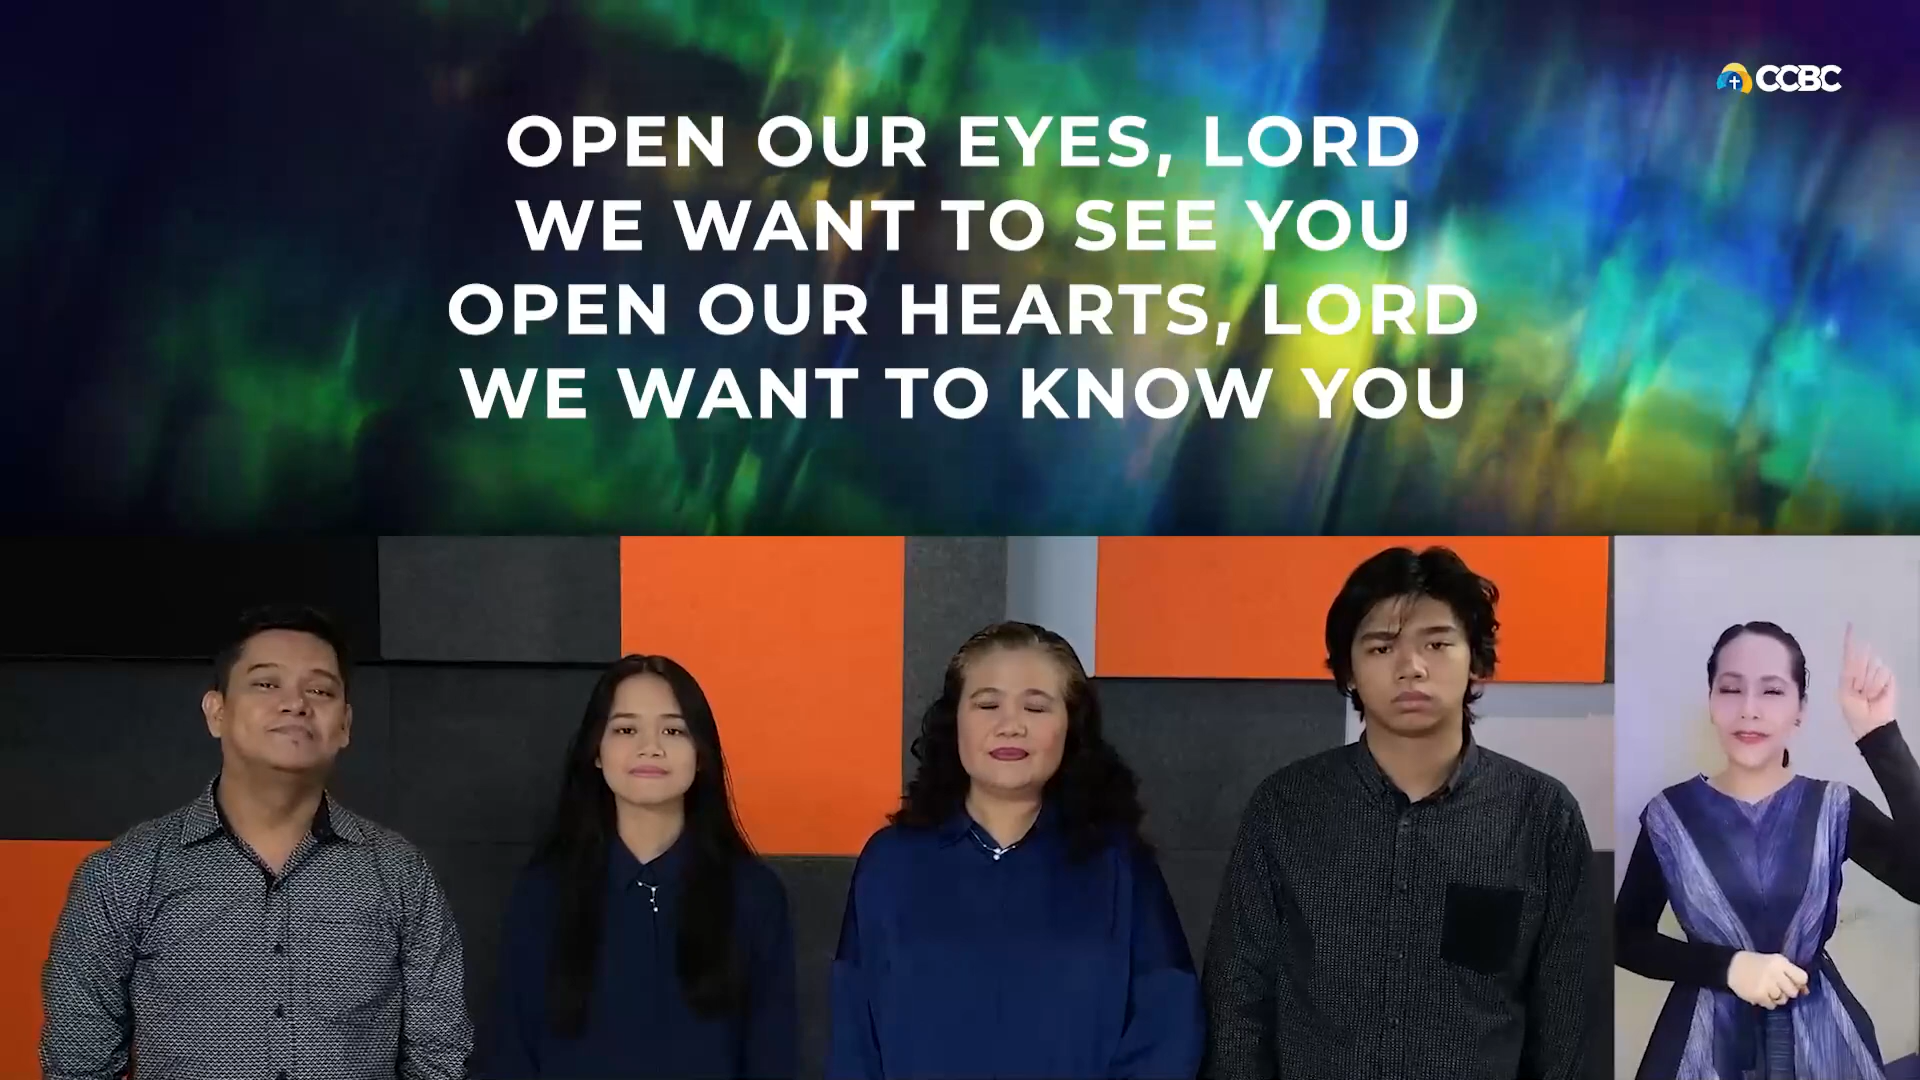 CCBC
OPEN OUR EYES, LORD
WE WANT TO SEE YOU
OPEN OUR HEARTS, LORD
WE WANT TO KNOW YOU